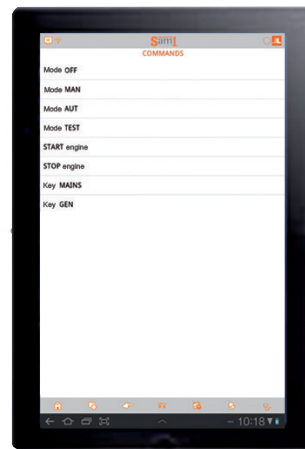 Sam1
COMMANDS
Mode OFF
Mode MAN
Mode AUT
Mode TEST
START engine
STOP engine
Key MAINS
Key GEN
10:18